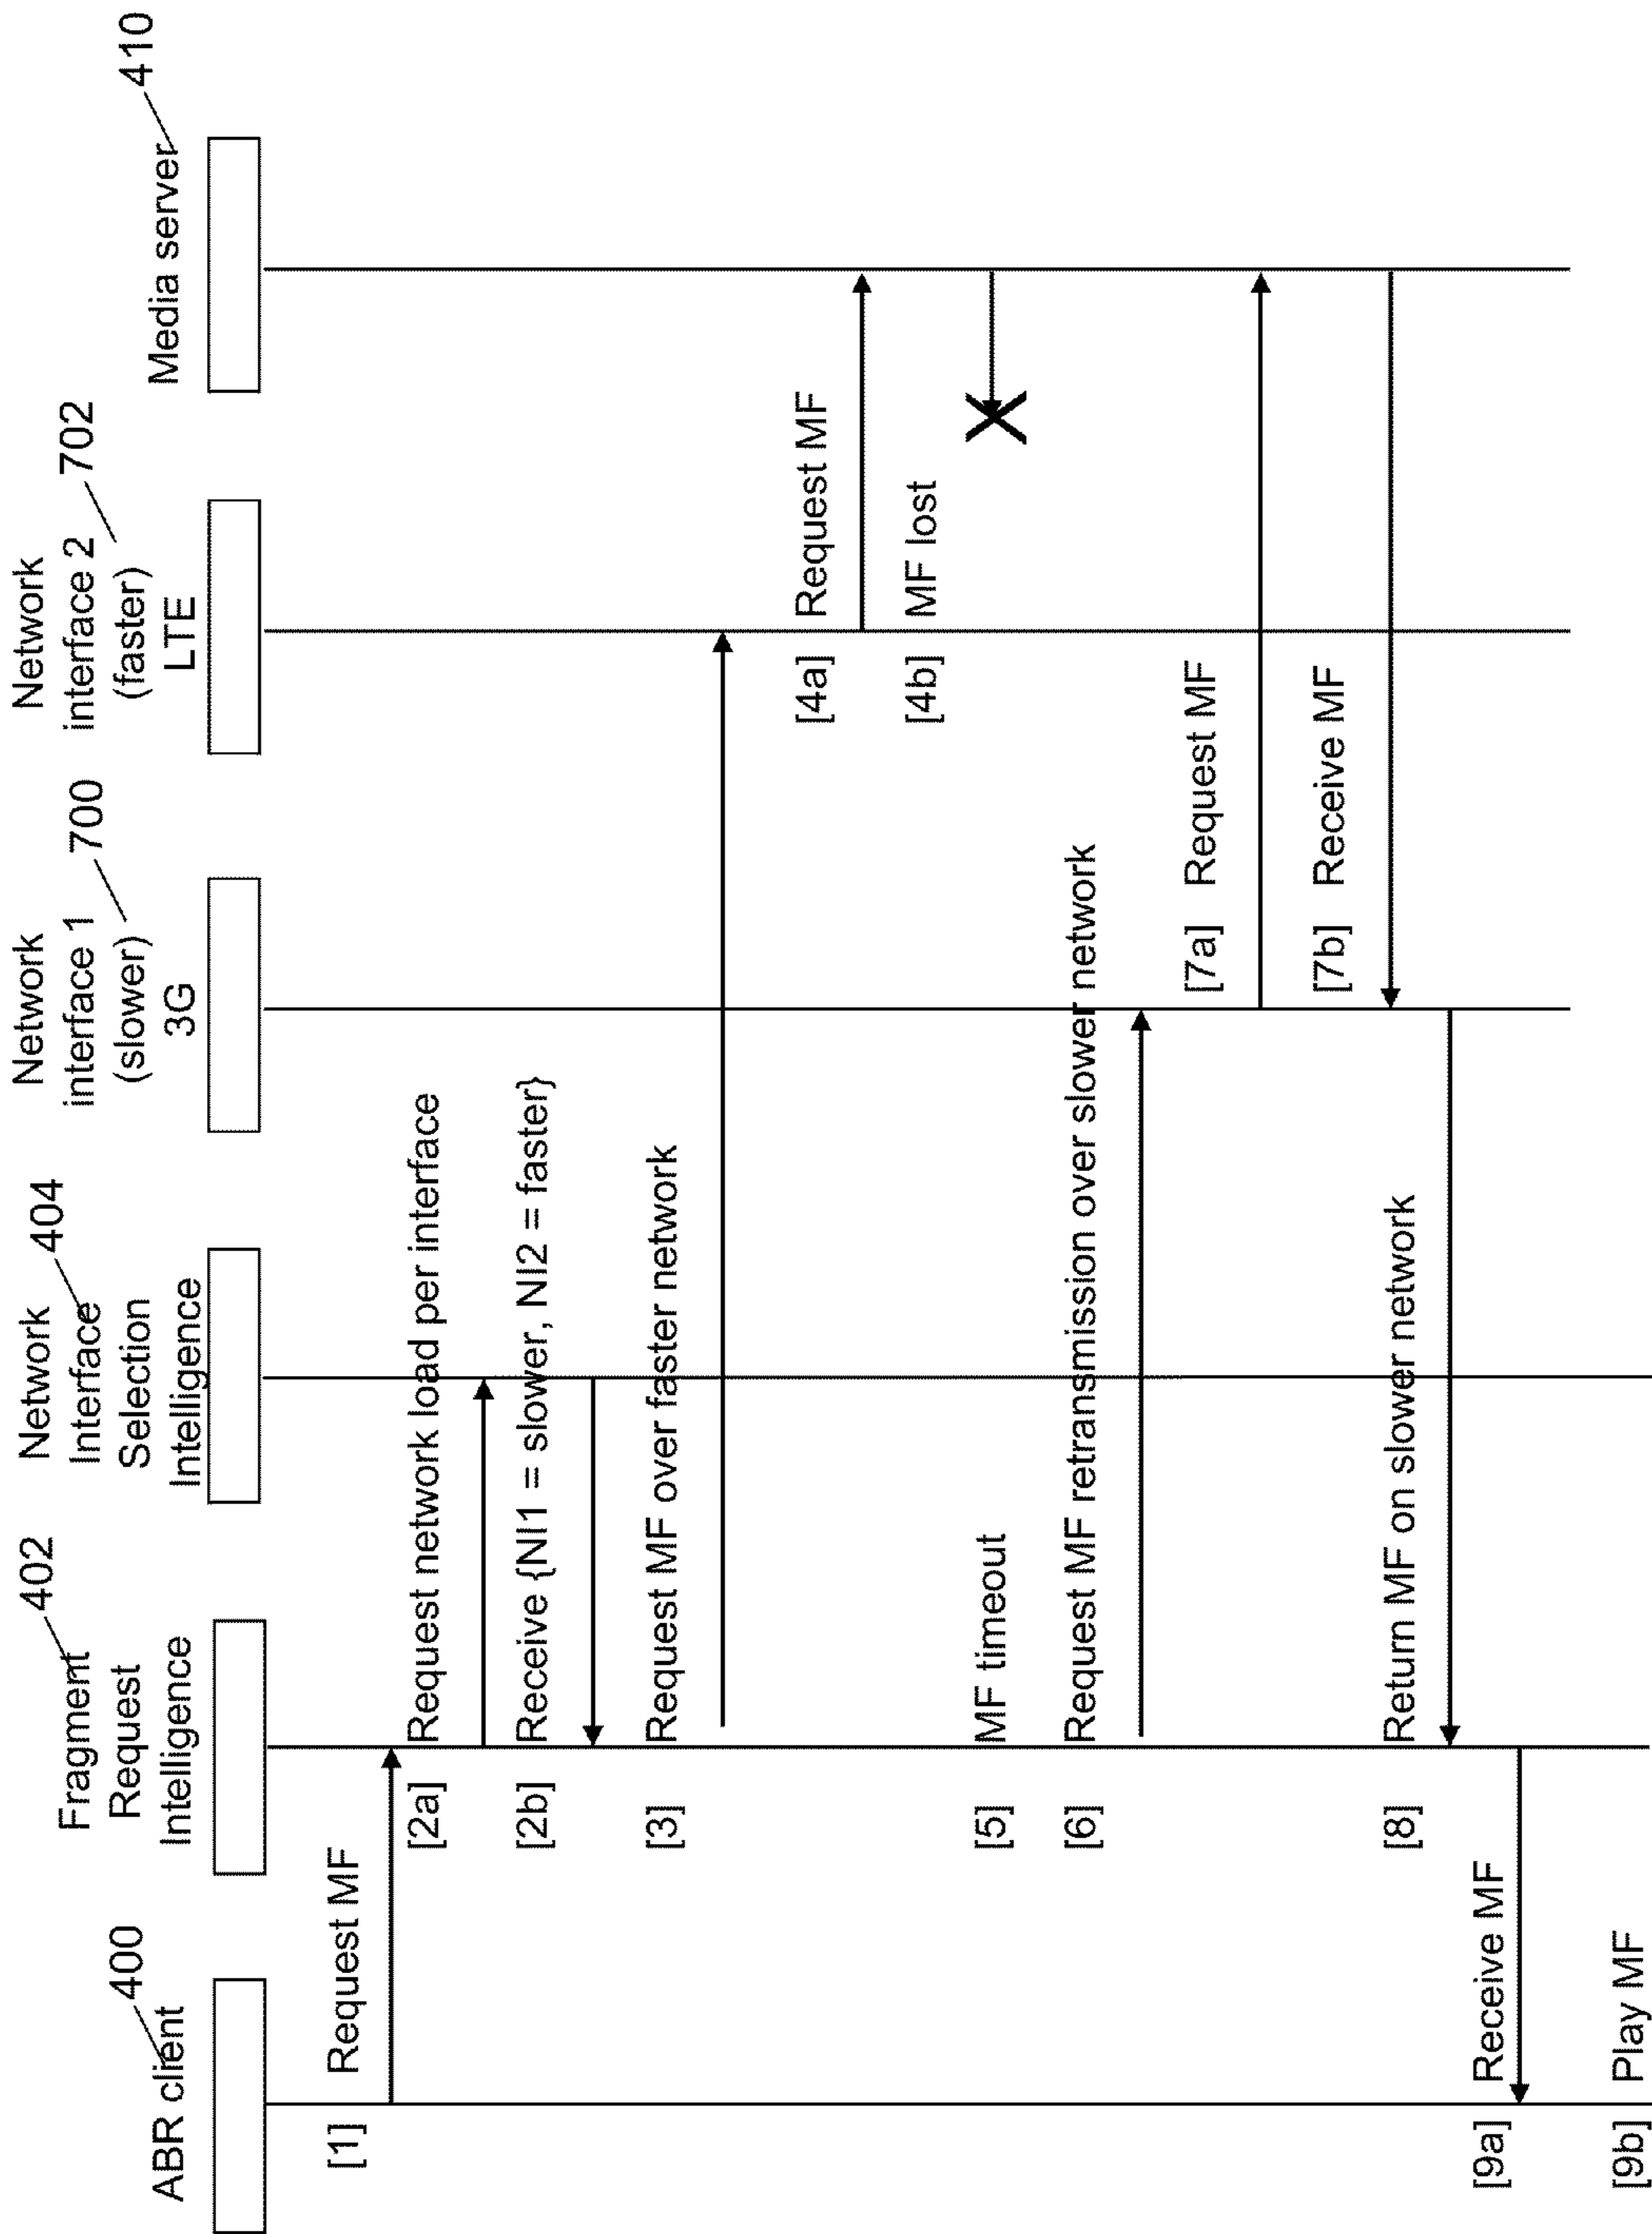 ABR client
400
Fragment
Request
Intelligence
402
Network
Interface
Selection
Intelligence
404
Network
interface 1
(slower)
3G
700
Network
interface 2
(faster)
LTE
702
Media server
410
[1] Request MF
[2a] Request network load per interface
[2b] Receive {NI1 = slower, NI2 = faster}
[3] Request MF over faster network
[4a] Request MF
[4b] MF lost
[5] MF timeout
[6] Request MF retransmission over slower network
[7a] Request MF
[7b] Receive MF
[8] Return MF on slower network
[9a] Receive MF
[9b] Play MF